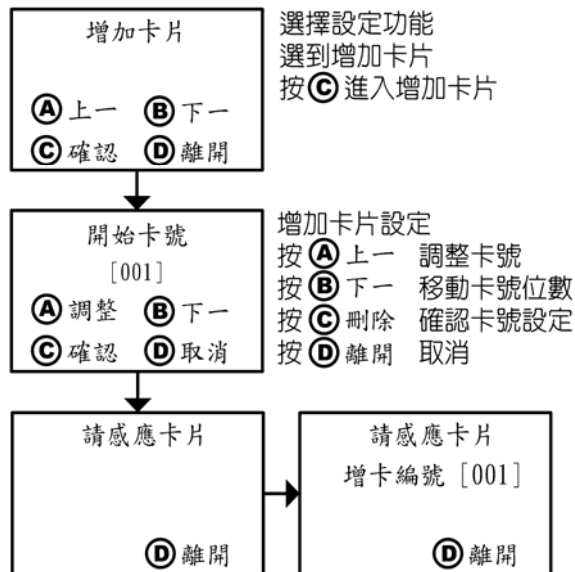 增加卡片
Ⓐ上一 Ⓑ下一
Ⓒ確認 Ⓓ離開
選擇設定功能
選到增加卡片
按Ⓒ進入增加卡片
開始卡號
[001]
Ⓐ調整 Ⓑ下一
Ⓒ確認 Ⓓ取消
增加卡片設定
按Ⓐ上一 調整卡號
按Ⓑ下一 移動卡號位數
按Ⓒ刪除 確認卡號設定
按Ⓓ離開 取消
請感應卡片
Ⓓ離開
請感應卡片
增卡編號 [001]
Ⓓ離開